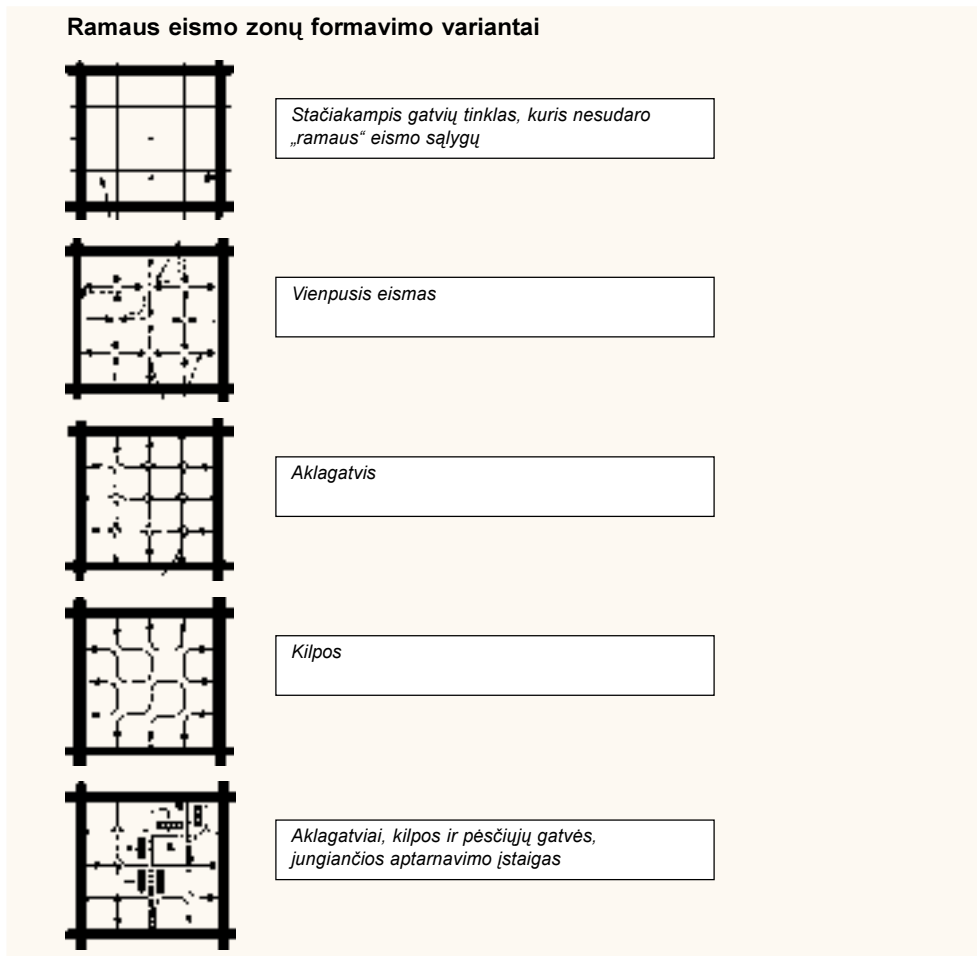 Ramaus eismo zonų formavimo variantai
Stačiakampis gatvių tinklas, kuris nesudaro
„ramaus“ eismo sąlygų
Vienpusis eismas
Aklagatvis
Kilpos
Aklagatviai, kilpos ir pėsčiųjų gatvės,
jungiančios aptarnavimo įstaigas